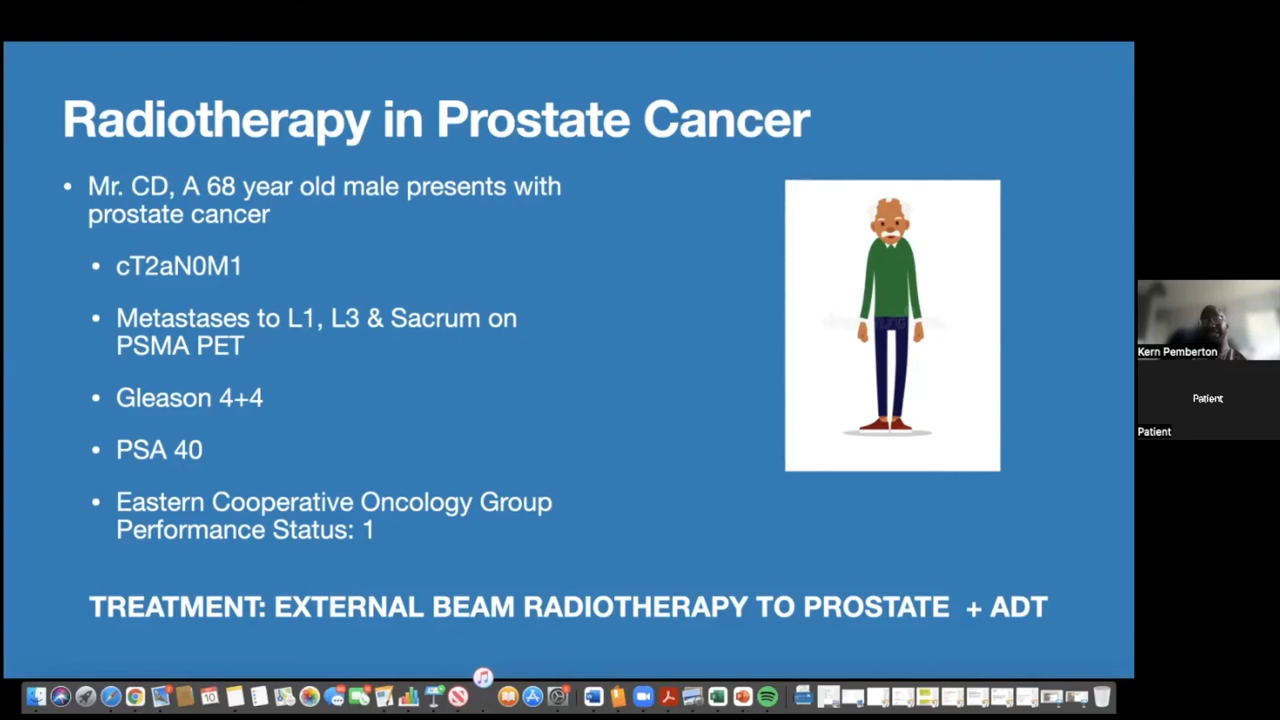 Radiotherapy in Prostate Cancer
• Mr. CD, A 68 year old male presents with
prostate cancer
• cT2aN0M1
• Metastases to L1, L3 & Sacrum on
PSMA PET
• Gleason 4+4
• PSA 40
• Eastern Cooperative Oncology Group
Performance Status: 1
TREATMENT: EXTERNAL BEAM RADIOTHERAPY TO PROSTATE + ADT
Kern Pemberton
Patient
Patient
10